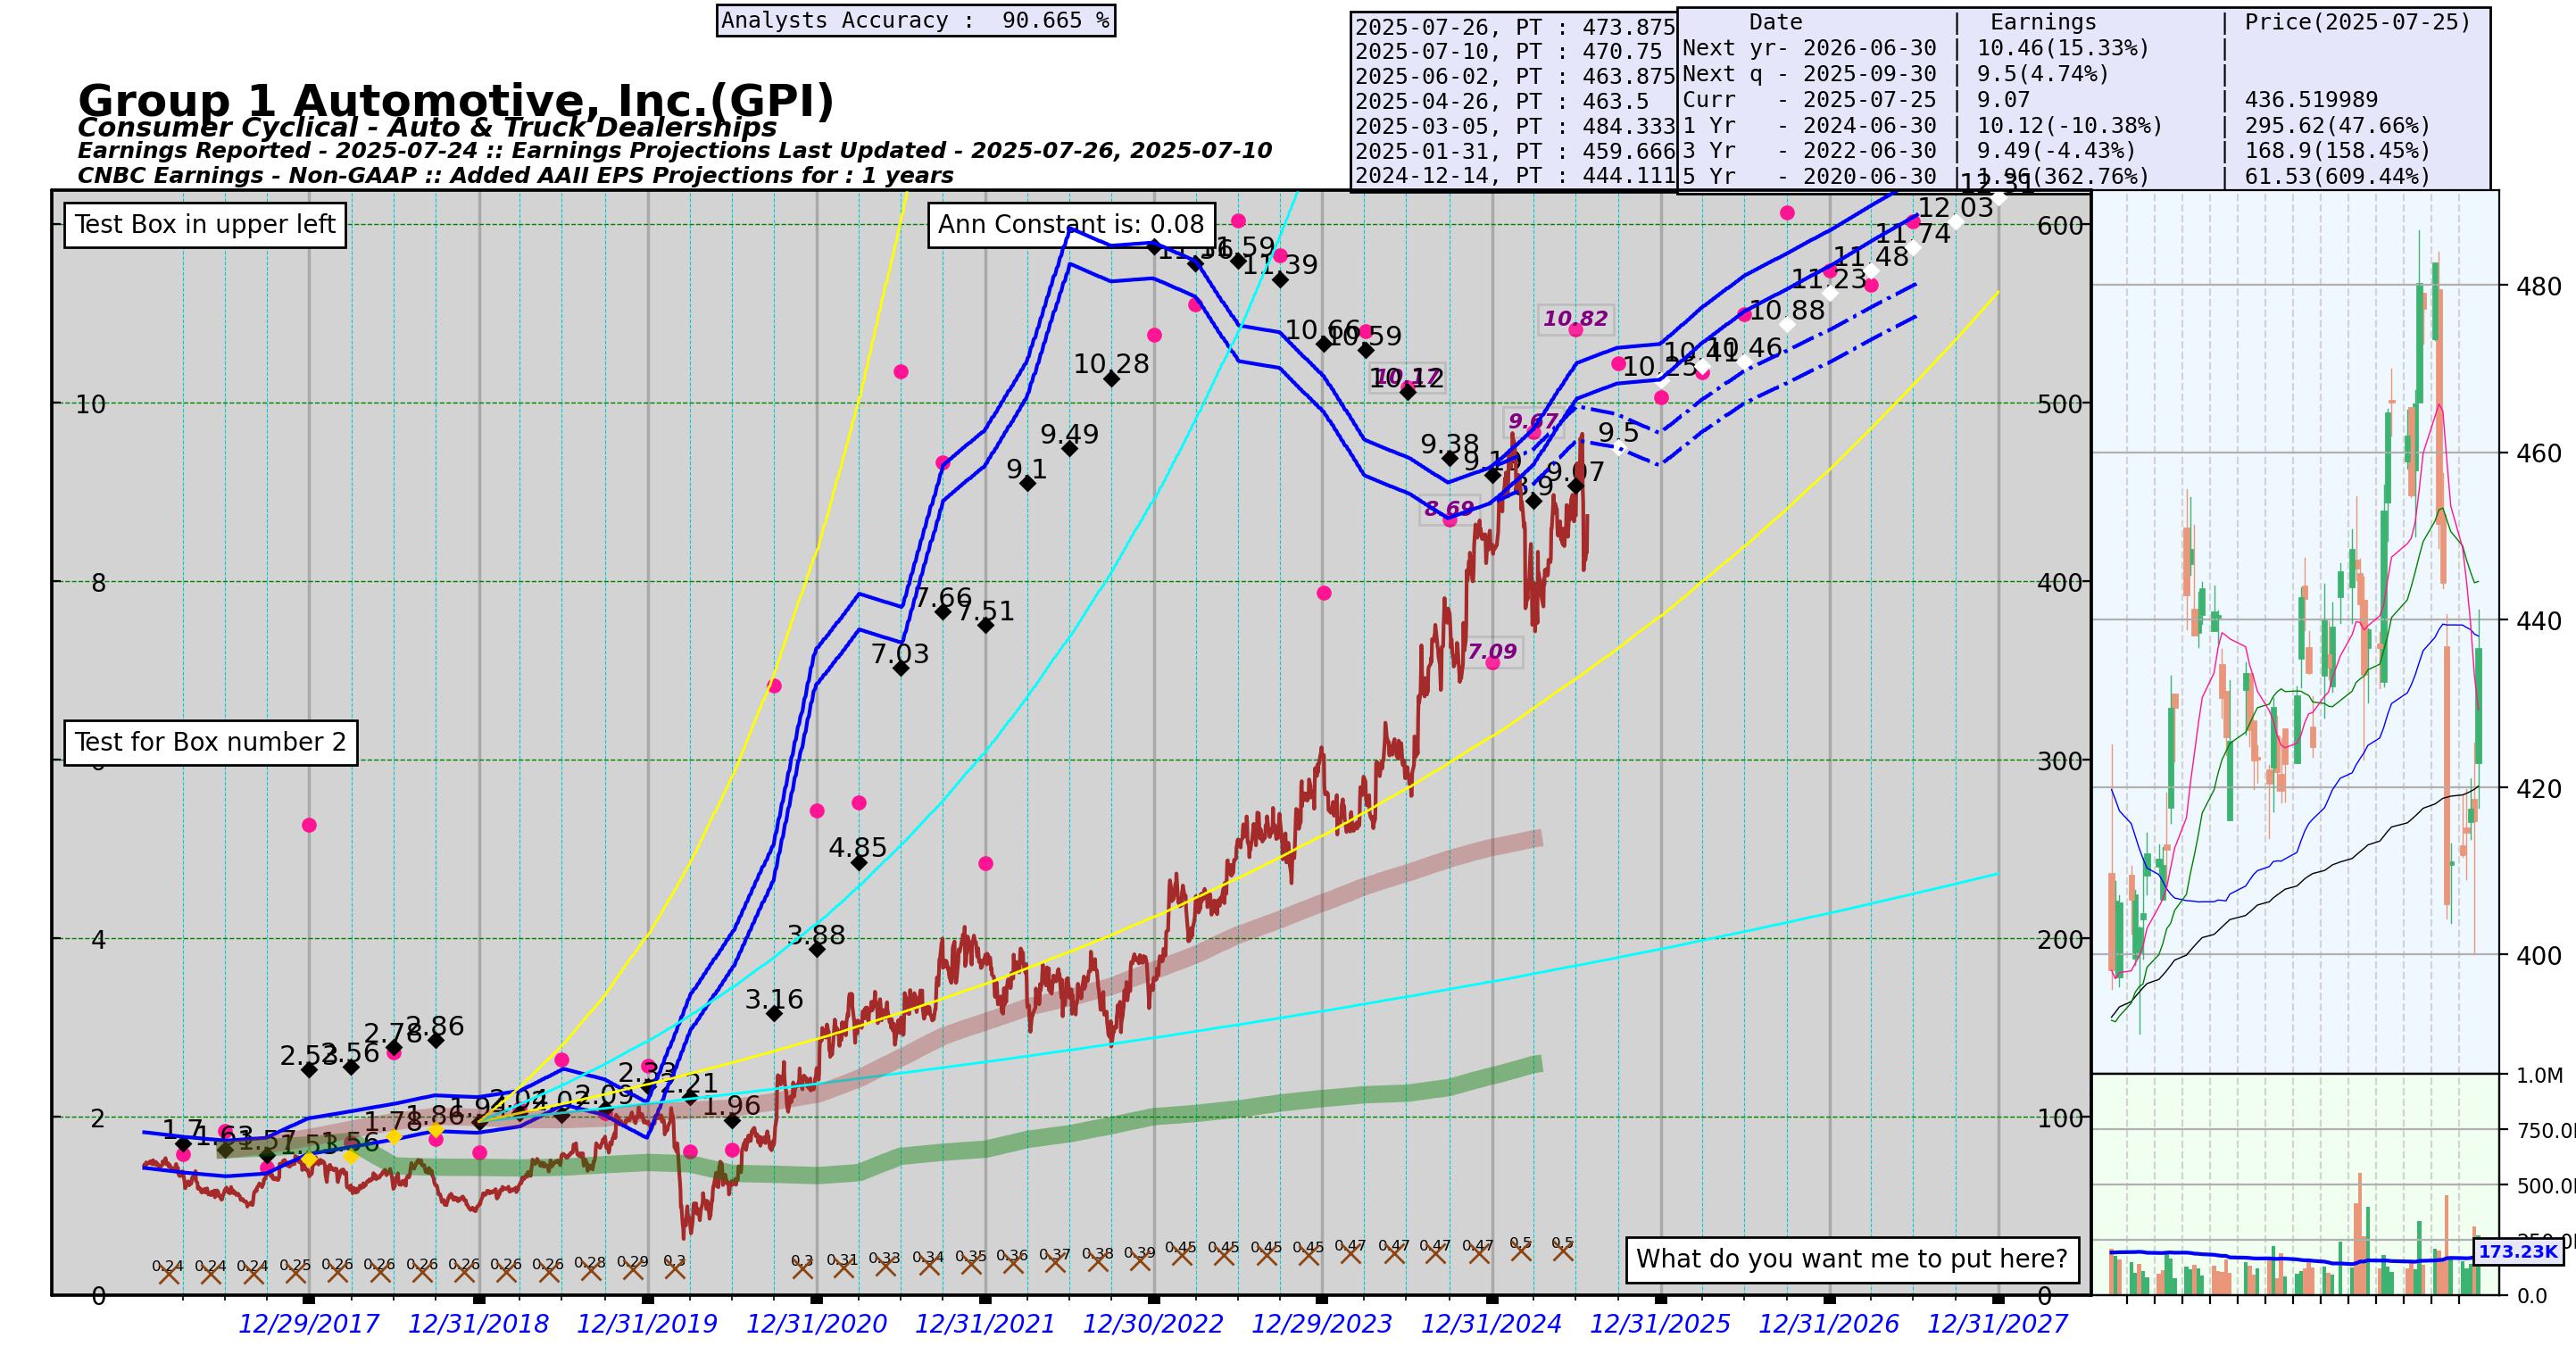 Analysts Accuracy :  90.665 %
2025-07-26, PT : 473.875
2025-07-10, PT : 470.75
2025-06-02, PT : 463.875
2025-04-26, PT : 463.5
2025-03-05, PT : 484.333
2025-01-31, PT : 459.666
2024-12-14, PT : 444.111
Date | Earnings | Price(2025-07-25)
Next yr- 2026-06-30 | 10.46(15.33%) |
Next q - 2025-09-30 | 9.5(4.74%) |
Curr - 2025-07-25 | 9.07 | 436.519989
1 Yr - 2024-06-30 | 10.12(-10.38%) | 295.62(47.66%)
3 Yr - 2022-06-30 | 9.49(-4.43%) | 168.9(158.45%)
5 Yr - 2020-06-30 | 1.96(362.76%) | 61.53(609.44%)
Group 1 Automotive, Inc.(GPI)
Consumer Cyclical - Auto & Truck Dealerships
Earnings Reported - 2025-07-24 :: Earnings Projections Last Updated - 2025-07-26, 2025-07-10
CNBC Earnings - Non-GAAP :: Added AAII EPS Projections for : 1 years
Test Box in upper left
Ann Constant is: 0.08
12.31
12.03
11.74
11.48
11.23
10.88
10.46
10.41
10.25
11.59
11.39
10.66
10.59
10.82
10.12
10.28
9.49
9.1
9.67
9.38
9.19
8.9
9.07
9.5
8.69
7.66
7.51
7.03
7.09
Test for Box number 2
4.85
3.88
3.16
2.53
2.56
2.78
2.86
2.33
2.21
1.96
2.09
1.7
1.63
1.57
1.53
1.56
1.78
1.86
0.24 0.24 0.24 0.25 0.26 0.26 0.26 0.26 0.26 0.26 0.28 0.29 0.3 0.3 0.31 0.33 0.34 0.35 0.36 0.37 0.38 0.39 0.45 0.45 0.45 0.45 0.47 0.47 0.47 0.47 0.5 0.5
What do you want me to put here?
10
8
4
2
0
600
500
400
300
200
100
0
480
460
440
420
400
1.0M
500.0
173.23K
0.0
12/29/2017 12/31/2018 12/31/2019 12/31/2020 12/31/2021 12/30/2022 12/29/2023 12/31/2024 12/31/2025 12/31/2026 12/31/2027